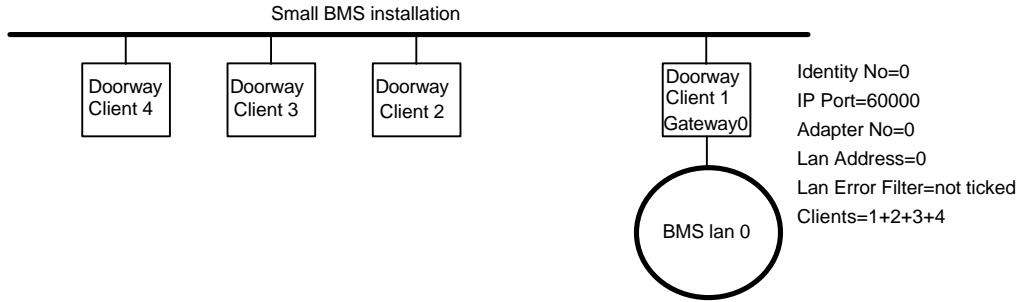 Small BMS installation
Doorway
Client 4
Doorway
Client 3
Doorway
Client 2
Doorway
Client 1
Gateway0
BMS lan 0
Identity No=0
IP Port=60000
Adapter No=0
Lan Address=0
Lan Error Filter=not ticked
Clients=1+2+3+4